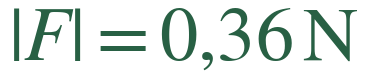 |F| = 0,36 N